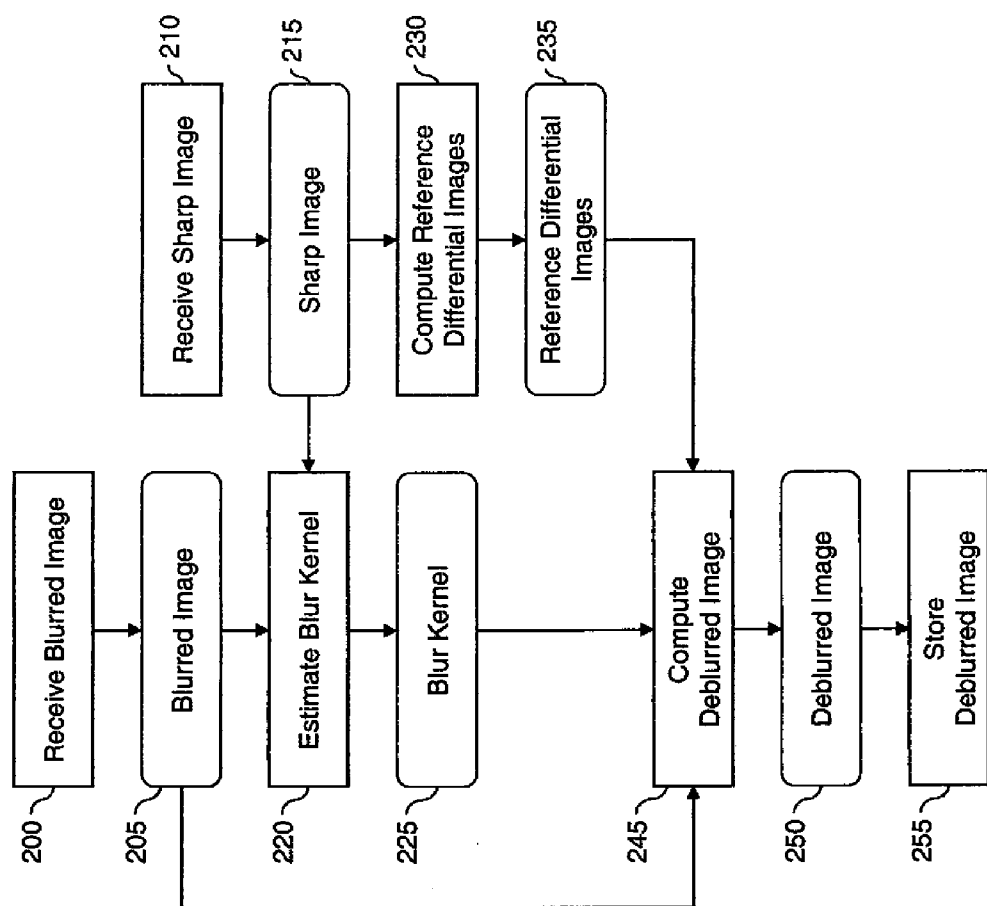 200
Receive Blurred Image
205
Blurred Image
220
Estimate Blur Kernel
225
Blur Kernel
245
Compute
Deblurred Image
250
Deblurred Image
255
Store
Deblurred Image
Receive Sharp Image
210
Sharp Image
215
Compute Reference
Differential Images
230
Reference Differential
Images
235